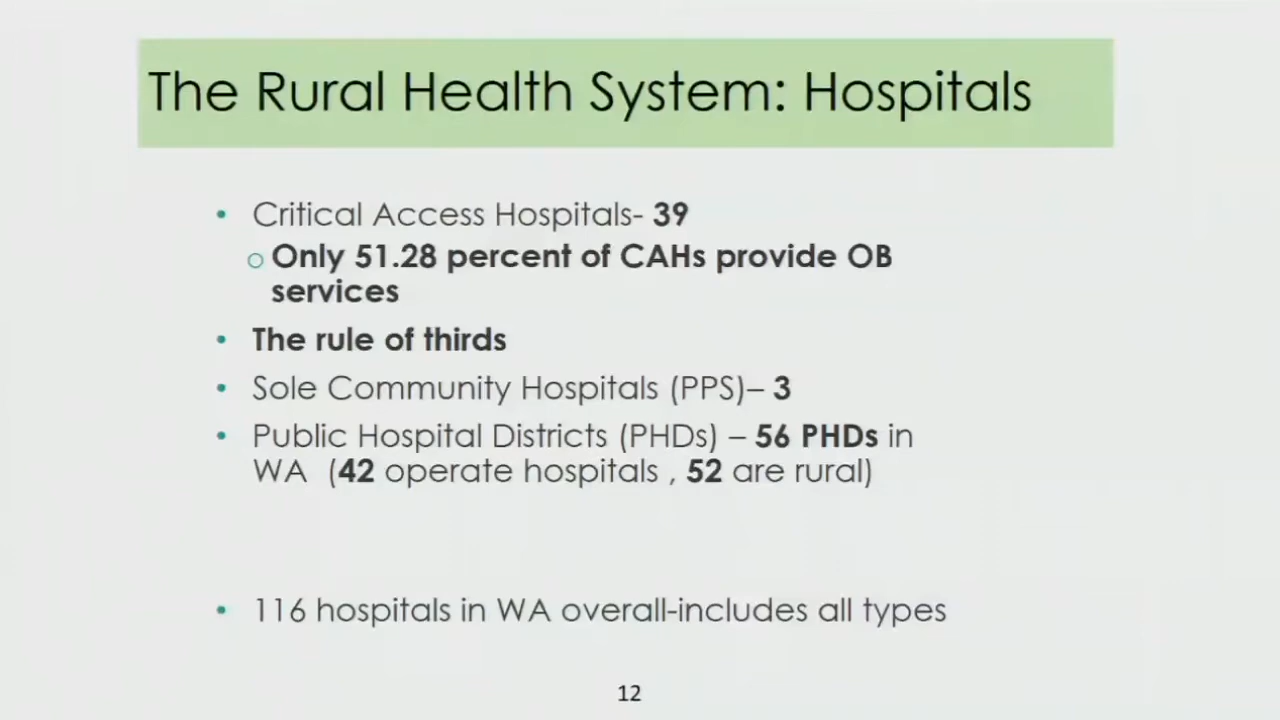 The Rural Health System: Hospitals
• Critical Access Hospitals- 39
o Only 51.28 percent of CAHs provide OB
services
• The rule of thirds
• Sole Community Hospitals (PPS)– 3
• Public Hospital Districts (PHDs) – 56 PHDs in
WA (42 operate hospitals , 52 are rural)
• 116 hospitals in WA overall-includes all types
12